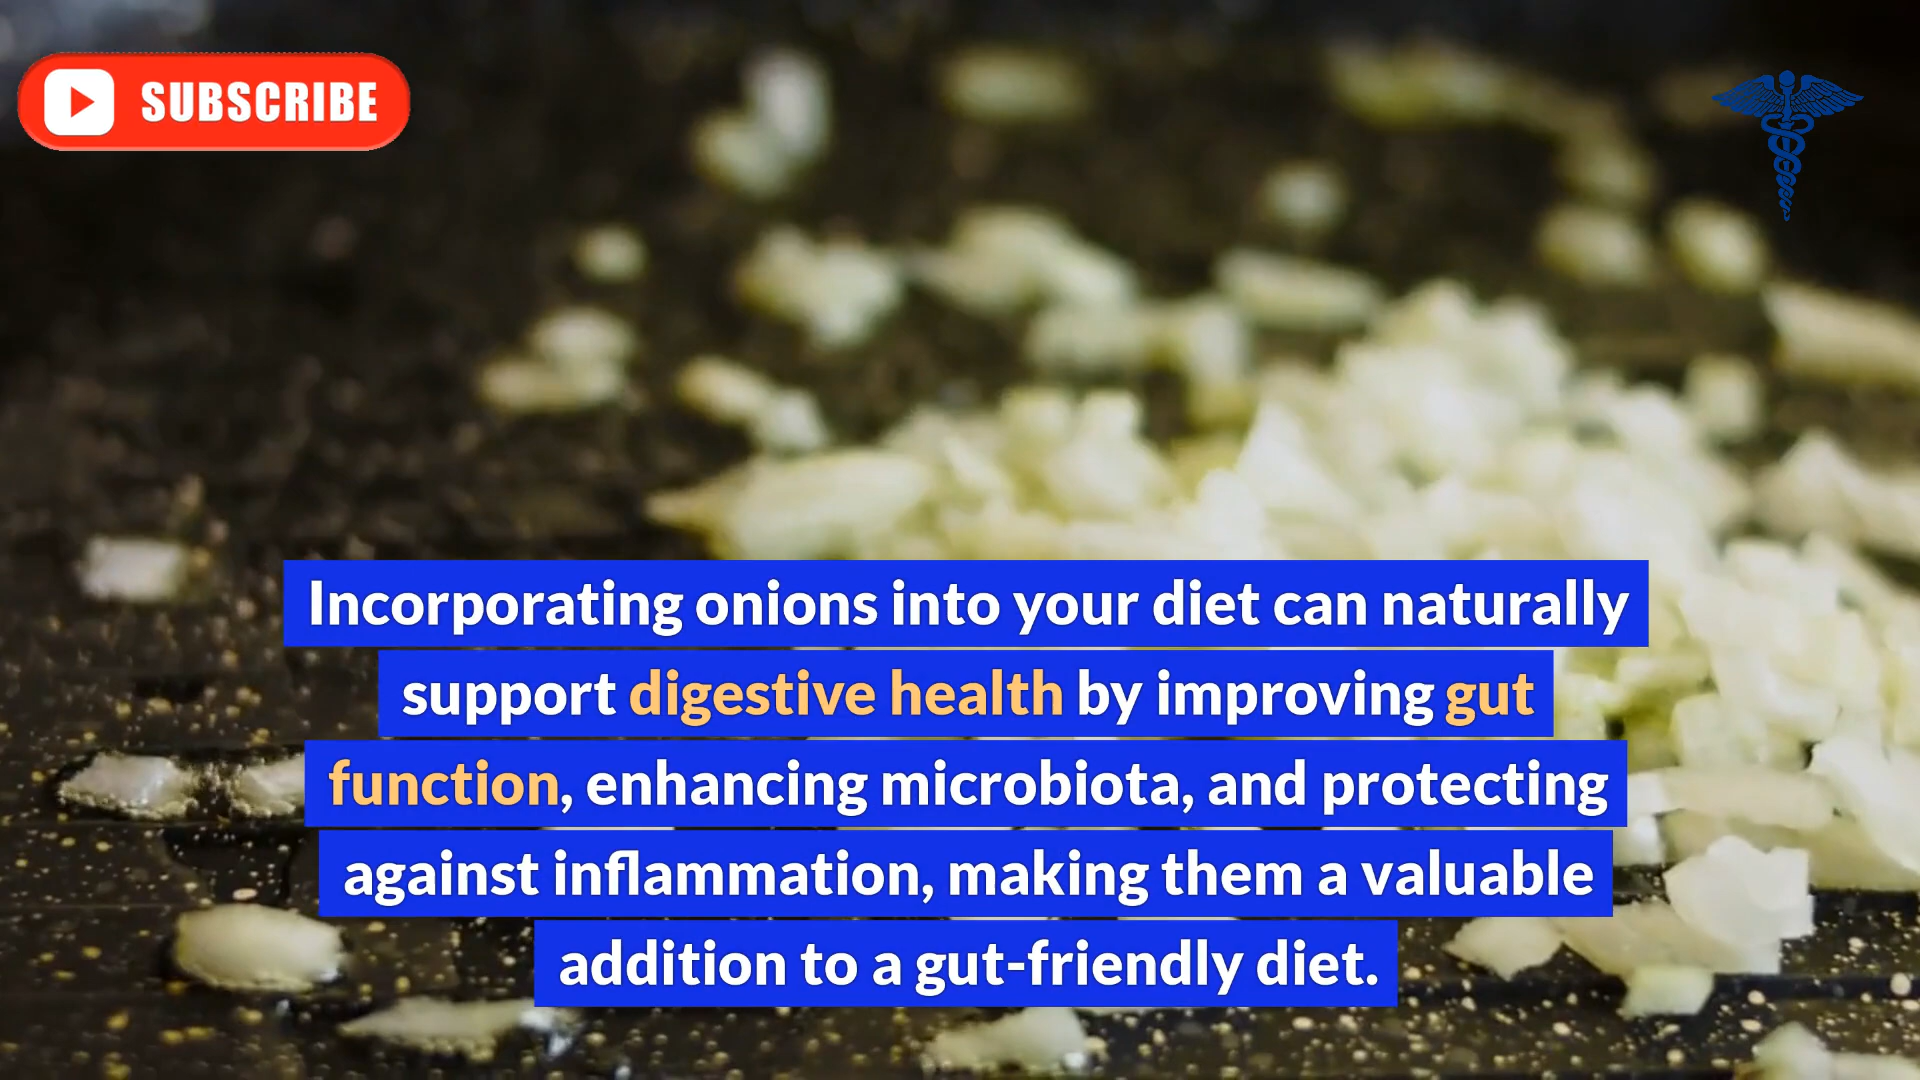 SUBSCRIBE
Incorporating onions into your diet can naturally
support digestive health by improving gut
function, enhancing microbiota, and protecting
against inflammation, making them a valuable
addition to a gut-friendly diet.